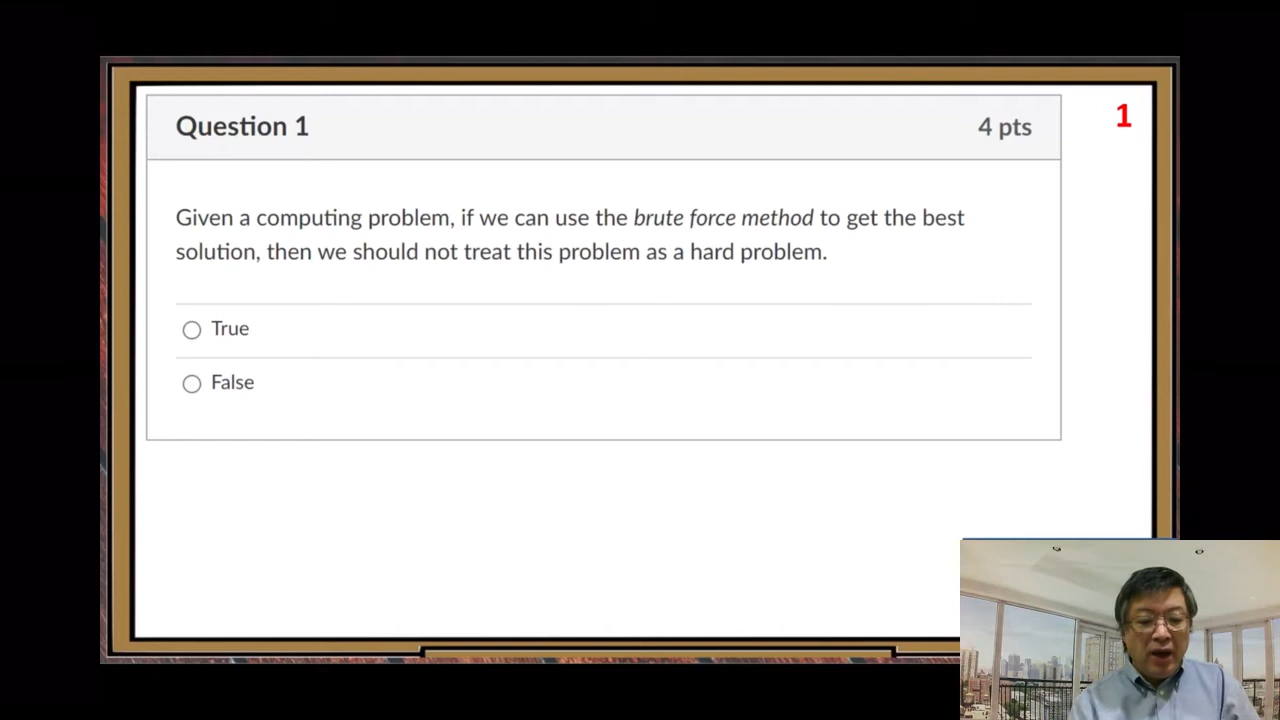 Question 1
4 pts
1
Given a computing problem, if we can use the brute force method to get the best
solution, then we should not treat this problem as a hard problem.
True
False